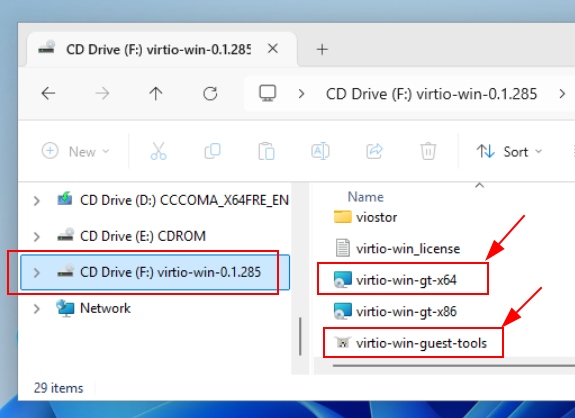 CD Drive (F:) virtio-win-0.1.285
CD Drive (F:) virtio-win-0.1.285
New
Sort
CD Drive (D:) CCCOMA_X64FRE_EN
CD Drive (E:) CDROM
CD Drive (F:) virtio-win-0.1.285
Network
Name
viostor
virtio-win_license
virtio-win-gt-x64
virtio-win-gt-x86
virtio-win-guest-tools
29 items